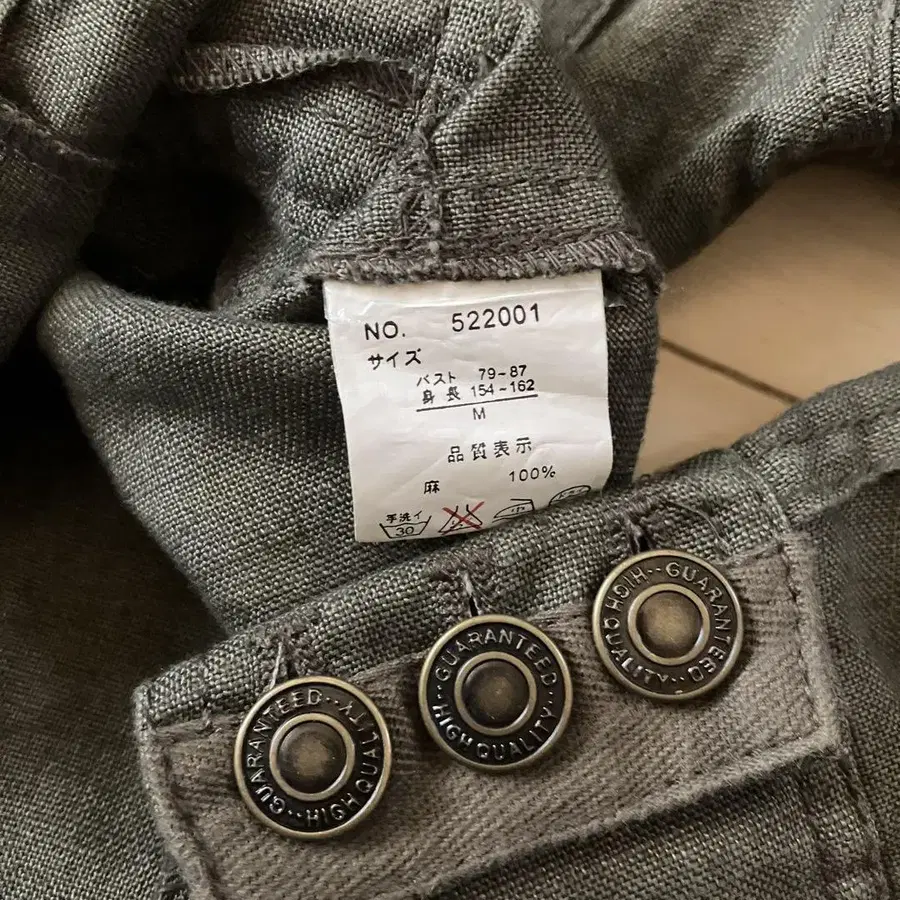 NO. 522001
サイズ
バスト 79~87
身長 154~162
M
品質表示
麻 100%
手洗イ
30
GUARANTEED
HIGH QUALITY
GUARANTEED
HIGH QUALITY
GUARANTEED
HIGH QUALITY